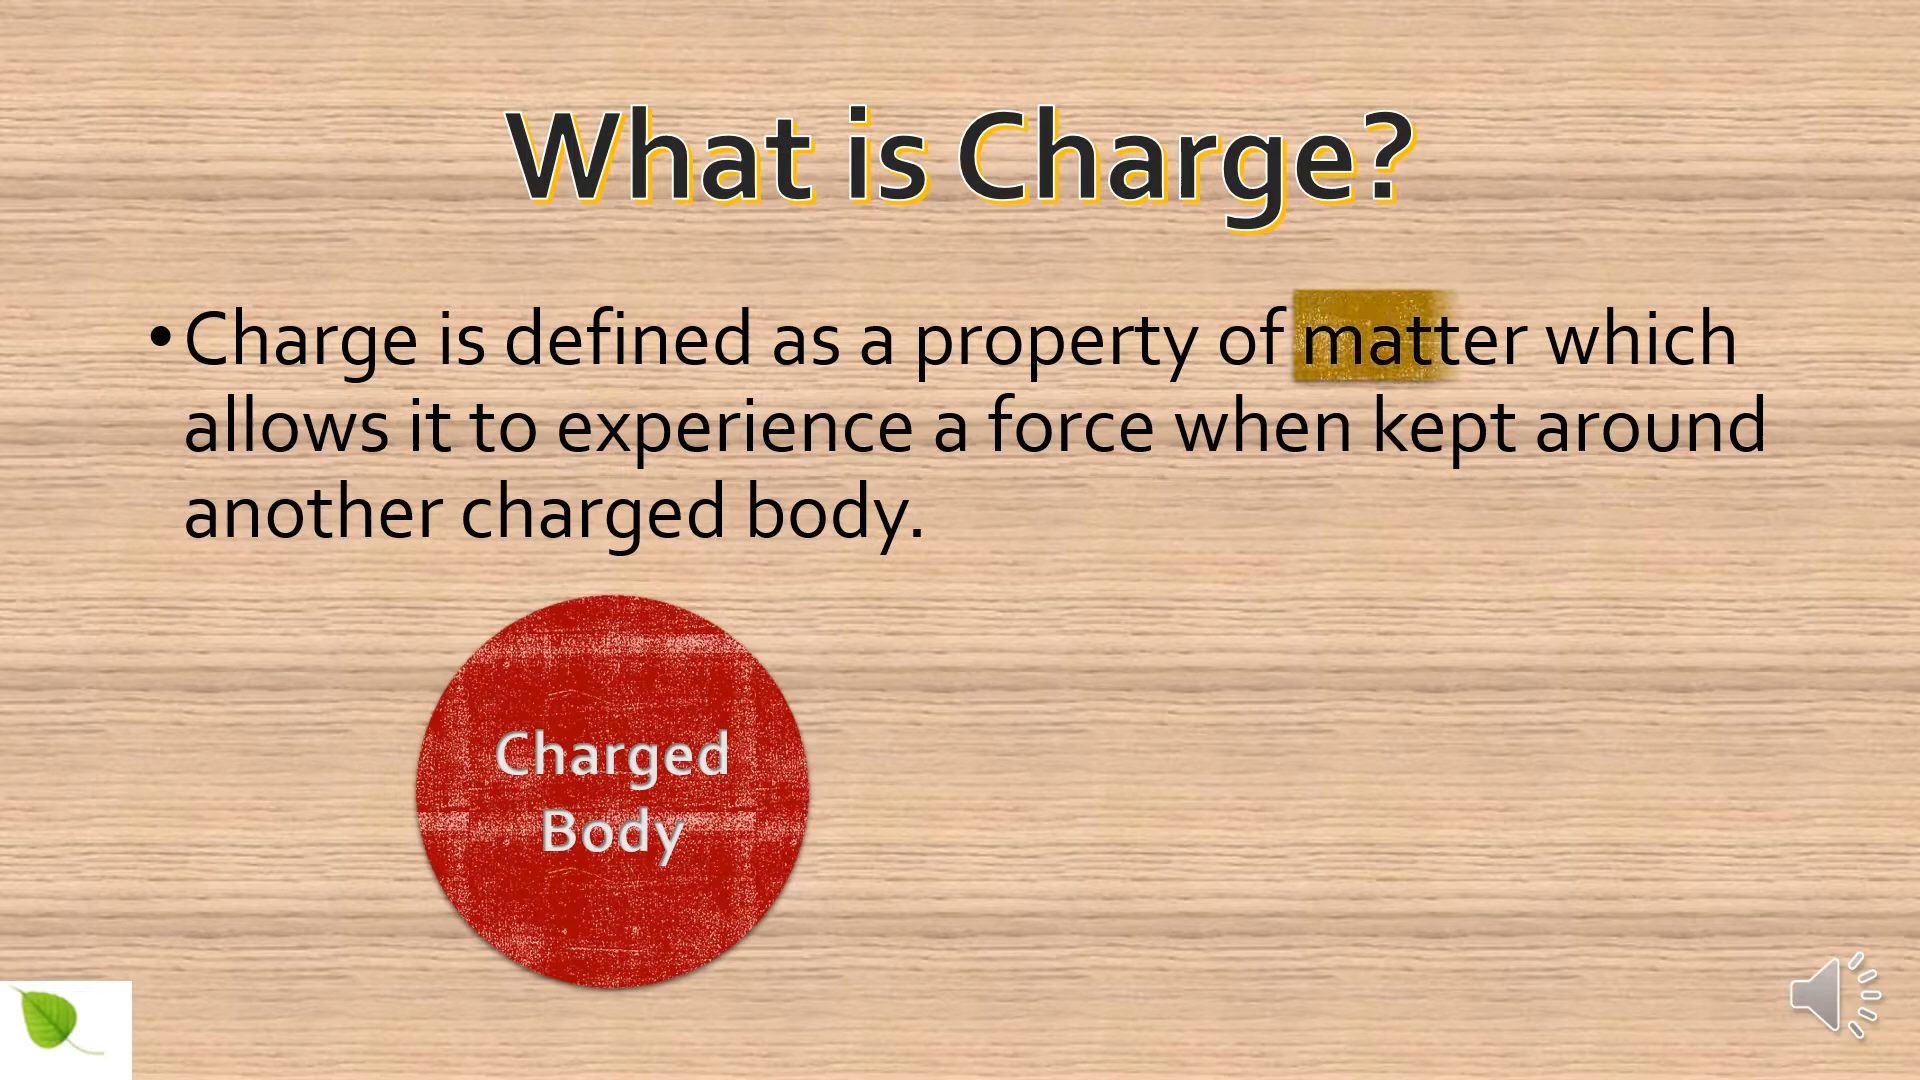 What is Charge?
• Charge is defined as a property of matter which
allows it to experience a force when kept around
another charged body.
Charged
Body